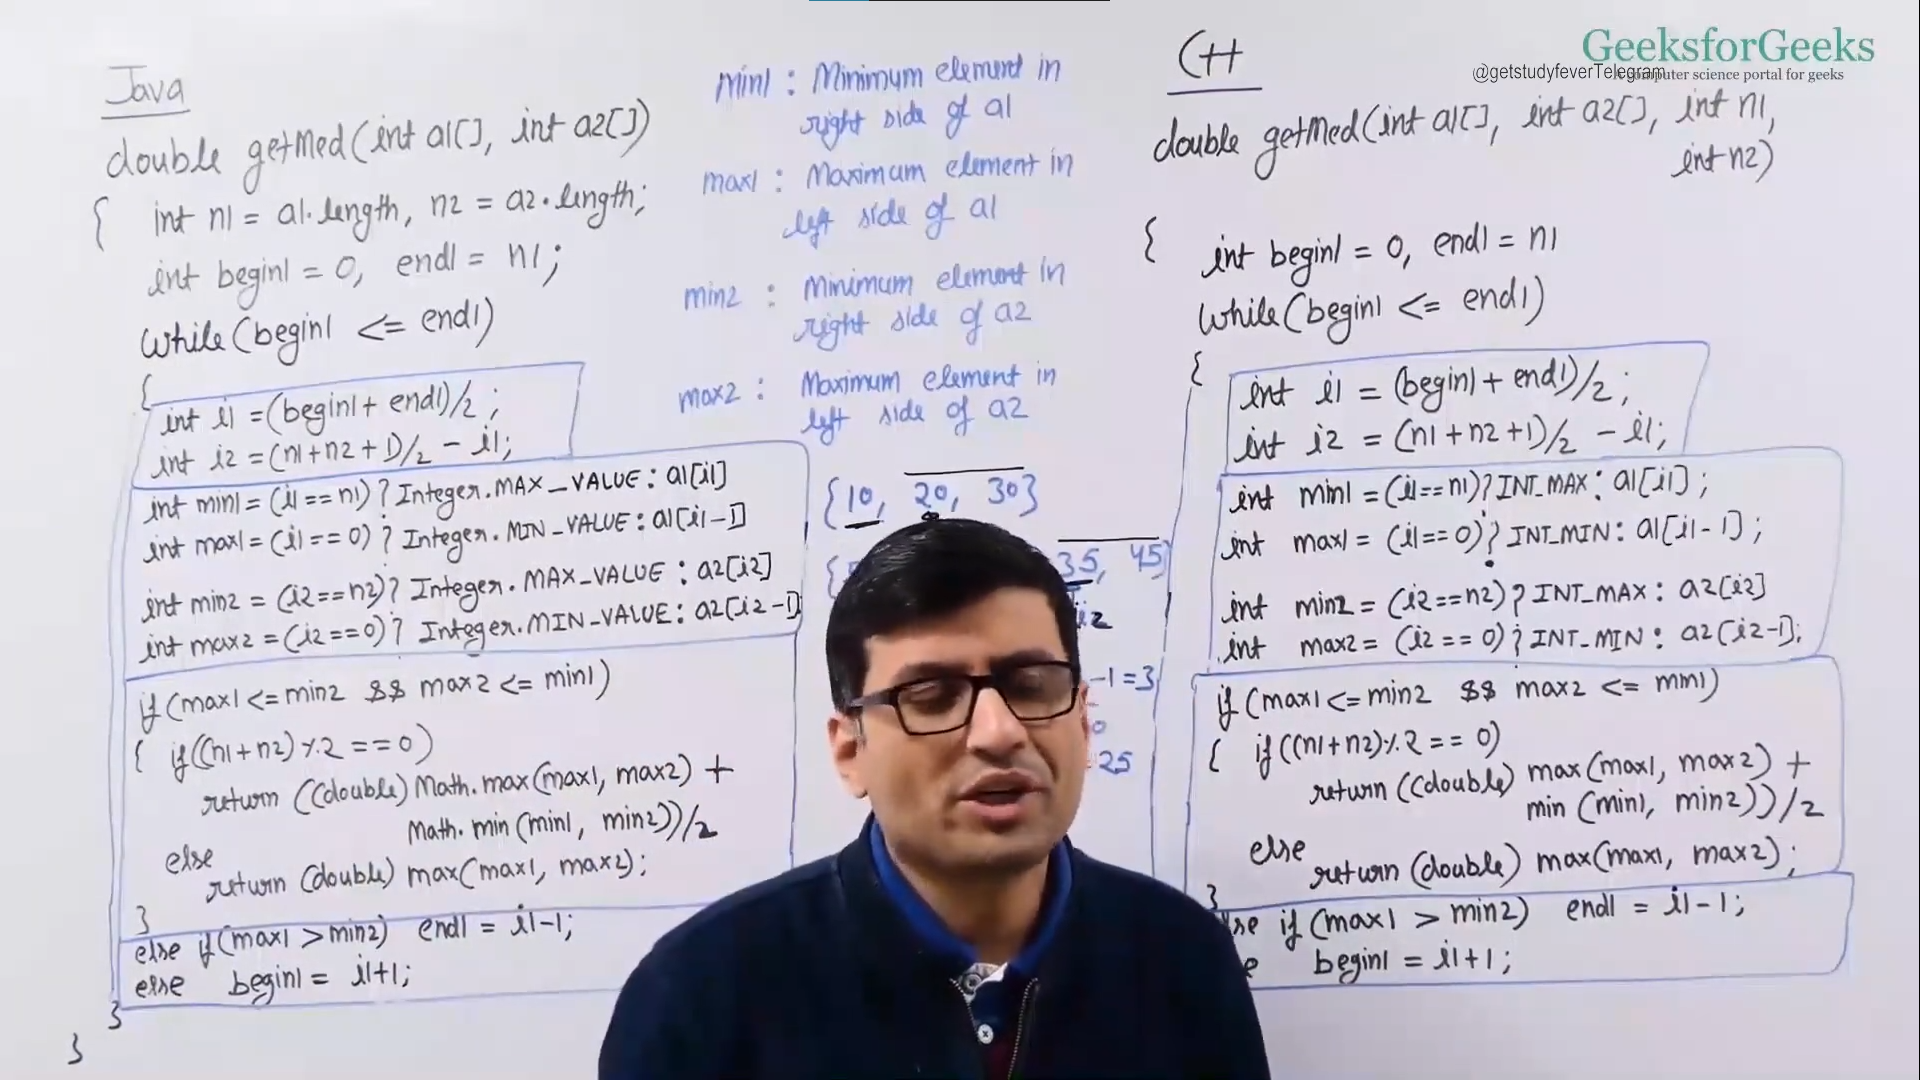 GeeksforGeeks
@getstudyfeverTelegram
computer science portal for geeks
Java
double getMed(int a1[], int a2[])
{ int n1 = a1.length, n2 = a2.length;
int begin1 = 0, end1 = n1;
while(begin1 <= end1)
{
int i1 = (begin1 + end1)/2;
int i2 = (n1+n2+1)/2 - i1;
int min1 = (i1 == n1)? Integer.MAX_VALUE : a1[i1]
int max1 = (i1 == 0)? Integer.MIN_VALUE : a1[i1-1]
int min2 = (i2 == n2)? Integer.MAX_VALUE : a2[i2]
int max2 = (i2 == 0)? Integer.MIN_VALUE : a2[i2-1]
if(max1 <= min2 && max2 <= min1)
{ if((n1+n2)%2 == 0)
return ((double) Math.max(max1, max2) +
Math.min(min1, min2))/2
else
return (double) max(max1, max2);
}
else if(max1 > min2) end1 = i1-1;
else begin1 = i1+1;
}
}
min1 : Minimum element in
right side of a1
max1 : Maximum element in
left side of a1
min2 : Minimum element in
right side of a2
max2 : Maximum element in
left side of a2
{10, 20, 30}
{
35, 45}
i2
-1 = 3
25
C++
double getMed(int a1[], int a2[], int n1,
int n2)
{ int begin1 = 0, end1 = n1
while(begin1 <= end1)
{
int i1 = (begin1 + end1)/2;
int i2 = (n1+n2+1)/2 - i1;
int min1 = (i1 == n1)? INT_MAX : a1[i1];
int max1 = (i1 == 0)? INT_MIN : a1[i1-1];
int min2 = (i2 == n2)? INT_MAX : a2[i2]
int max2 = (i2 == 0)? INT_MIN : a2[i2-1];
if(max1 <= min2 && max2 <= min1)
{ if((n1+n2)%2 == 0)
return ((double) max(max1, max2) +
min(min1, min2))/2
else
return (double) max(max1, max2);
}
se if(max1 > min2) end1 = i1-1;
e begin1 = i1+1;